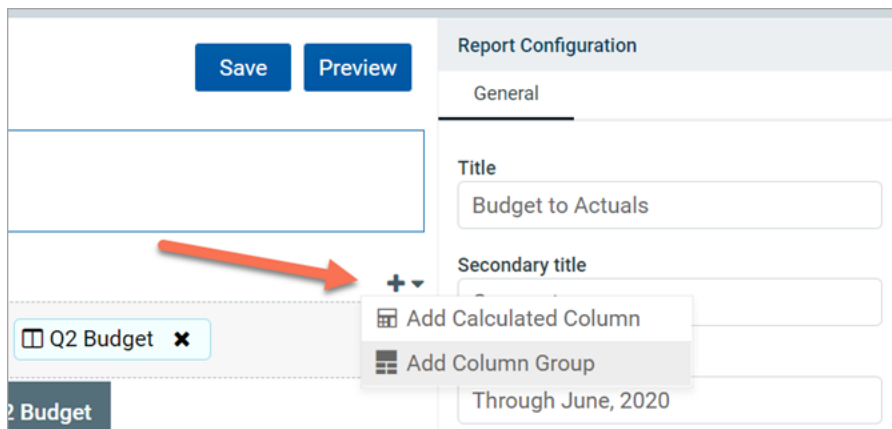 Save
Preview
Report Configuration
General
Title
Budget to Actuals
Secondary title
Add Calculated Column
Q2 Budget
Add Column Group
Budget
Through June, 2020